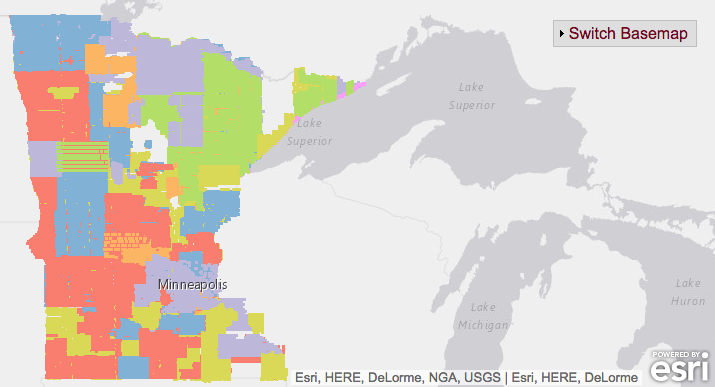 Switch Basemap
Lake
Superior
Lake
Superior
Minneapolis
Lake
Huron
Lake
Michigan
POWERED BY
esri
Esri, HERE, DeLorme, NGA, USGS | Esri, HERE, DeLorme